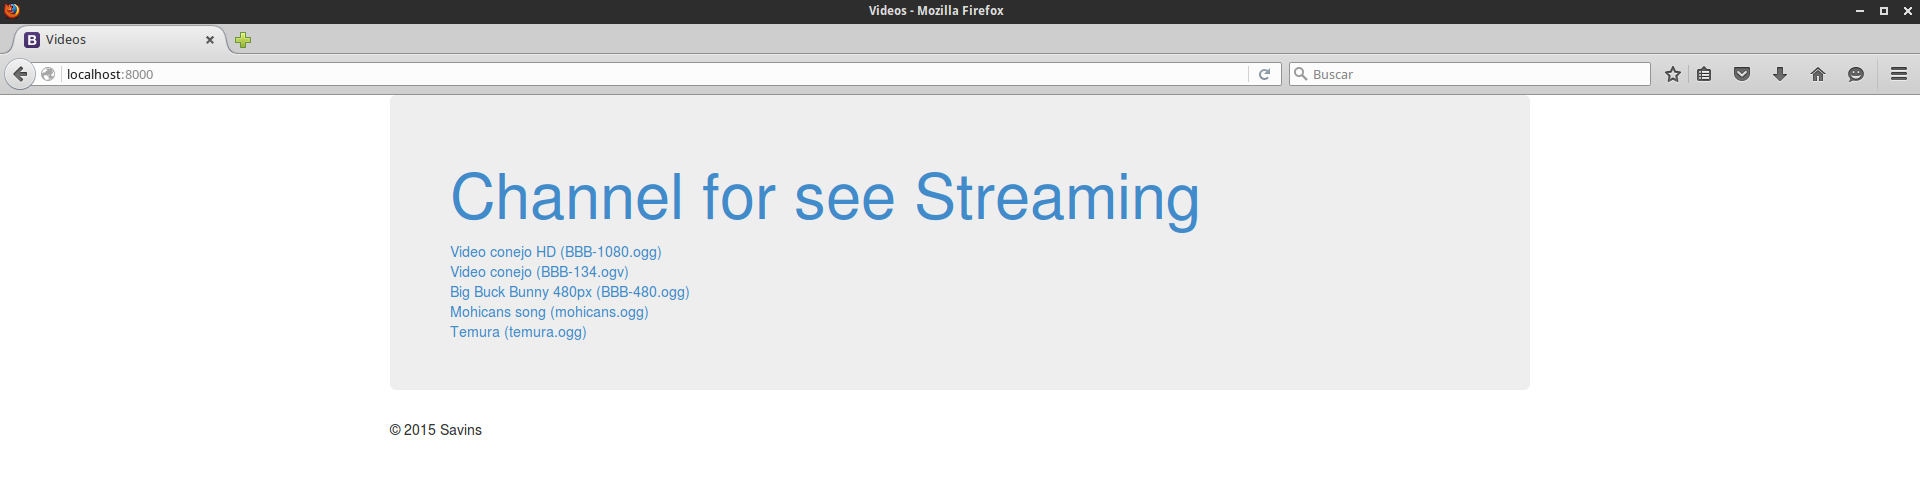 Videos - Mozilla Firefox
B Videos
localhost:8000
Buscar
Channel for see Streaming
Video conejo HD (BBB-1080.ogg)
Video conejo (BBB-134.ogv)
Big Buck Bunny 480px (BBB-480.ogg)
Mohicans song (mohicans.ogg)
Temura (temura.ogg)
© 2015 Savins